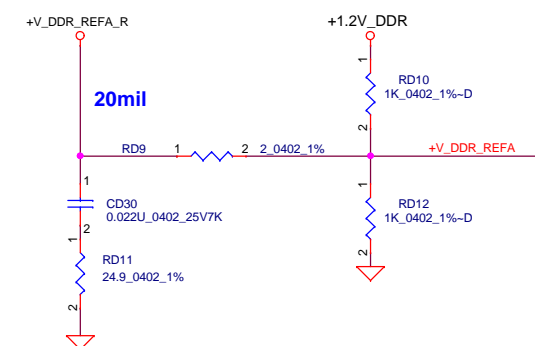 +V_DDR_REFA_R
+1.2V_DDR
1
RD10
1K_0402_1%~D
2
20mil
RD9
1
2
2_0402_1%
+V_DDR_REFA
1
CD30
0.022U_0402_25V7K
2
1
RD12
1K_0402_1%~D
2
1
RD11
24.9_0402_1%
2